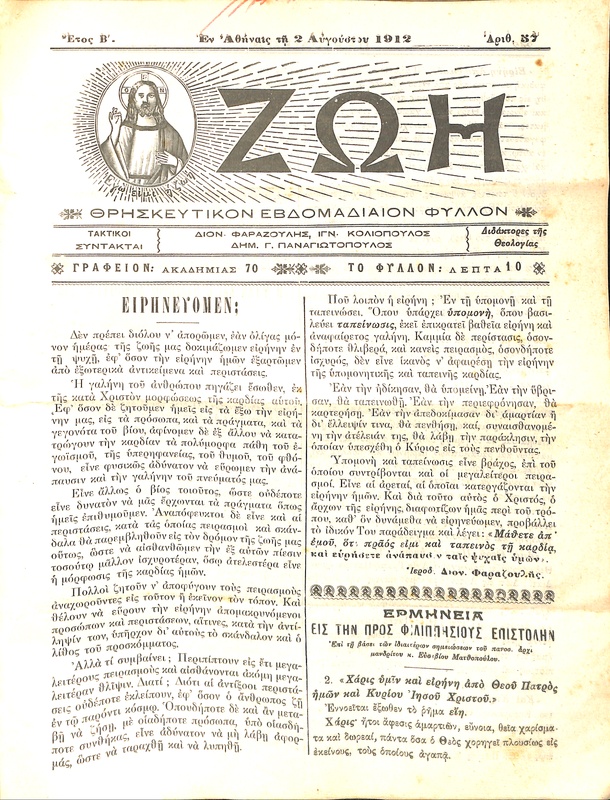 Ἔτος Β΄. Ἐν Ἀθήναις τῇ 2 Αὐγούστου 1912 Ἀριθ. 57
ΖΩΗ
ΘΡΗΣΚΕΥΤΙΚΟΝ ΕΒΔΟΜΑΔΙΑΙΟΝ ΦΥΛΛΟΝ
ΤΑΚΤΙΚΟΙ
ΣΥΝΤΑΚΤΑΙ
ΔΙΟΝ· ΦΑΡΑΖΟΥΛΗΣ, ΙΓΝ· ΚΟΛΙΟΠΟΥΛΟΣ
ΔΗΜ. Γ. ΠΑΝΑΓΙΩΤΟΠΟΥΛΟΣ
Διδάκτορες τῆς
Θεολογίας
ΓΡΑΦΕΙΟΝ: ΑΚΑΔΗΜΙΑΣ 70 ΤΟ ΦΥΛΛΟΝ: ΛΕΠΤΑ 10
ΕΙΡΗΝΕΥΟΜΕΝ;
Δὲν πρέπει διόλου ν' ἀπορῶμεν, ἐὰν ὀλίγας μό-
νον ἡμέρας τῆς ζωῆς μας δοκιμάζωμεν εἰρήνην ἐν
τῇ ψυχῇ, ἐφ' ὅσον τὴν εἰρήνην ἡμῶν ἐξαρτῶμεν
ἀπὸ ἐξωτερικὰ ἀντικείμενα καὶ περιστάσεις.
Ἡ γαλήνη τοῦ ἀνθρώπου πηγάζει ἔσωθεν, ἐκ
τῆς κατὰ Χριστὸν μορφώσεως τῆς καρδίας αὐτοῦ.
Ἐφ' ὅσον δὲ ζητοῦμεν ἡμεῖς εἰς τὰ ἔξω τὴν εἰρή-
νην μας, εἰς τὰ πρόσωπα, καὶ τὰ πράγματα, καὶ τὰ
γεγονότα τοῦ βίου, ἀφίνομεν δὲ ἐξ ἄλλου νὰ κατα-
τρώγουν τὴν καρδίαν τὰ πολύμορφα πάθη τοῦ ἐ-
γωϊσμοῦ, τῆς ὑπερηφανείας, τοῦ θυμοῦ, τοῦ φθό-
νου, εἶνε φυσικῶς ἀδύνατον νὰ εὕρωμεν τὴν ἀνά-
παυσιν καὶ τὴν γαλήνην τοῦ πνεύματός μας.
Εἶνε ἄλλως ὁ βίος τοιοῦτος, ὥστε οὐδέποτε
εἶνε δυνατὸν νὰ μᾶς ἔρχωνται τὰ πράγματα ὅπως
ἡμεῖς ἐπιθυμοῦμεν. Ἀναπόφευκτοι δὲ εἶνε καὶ αἱ
περιστάσεις, κατὰ τὰς ὁποίας πειρασμοὶ καὶ σκάν-
δαλα θὰ παρεμβληθοῦν εἰς τὸν δρόμον τῆς ζωῆς μας
οὕτως, ὥστε νὰ αἰσθανθῶμεν τὴν ἐξ αὐτῶν πίεσιν
τοσούτῳ μᾶλλον ἰσχυροτέραν, ὅσῳ ἀτελεστέρα εἶνε
ἡ μόρφωσις τῆς καρδίας ἡμῶν.
Πολλοὶ ζητοῦν ν' ἀποφύγουν τοὺς πειρασμοὺς
ἀναχωροῦντες εἰς τοῦτον ἢ ἐκεῖνον τὸν τόπον. Καὶ
θέλουν νὰ εὕρουν τὴν εἰρήνην ἀπομακρυνόμενοι
προσώπων καὶ περιστάσεων, αἵτινες, κατὰ τὴν ἀντί-
ληψίν των, ὑπῆρχον δι' αὐτοὺς τὸ σκάνδαλον καὶ ὁ
λίθος τοῦ προσκόμματος.
Ἀλλὰ τί συμβαίνει; Περιπίπτουν εἰς ἔτι μεγα-
λειτέρους πειρασμοὺς καὶ αἰσθάνονται ἀκόμη μεγα-
λειτέραν θλῖψιν. Διατί; Διότι αἱ ἀντίξοοι περιστά-
σεις οὐδέποτε ἐκλείπουν, ἐφ' ὅσον ὁ ἄνθρωπος ζῇ
ἐν τῷ παρόντι κόσμῳ. Ὁπουδήποτε δὲ καὶ ἂν μετα-
βῇ νὰ ζήσῃ, μὲ οἱαδήποτε πρόσωπα, ὑπὸ οἱασδή-
ποτε συνθήκας, εἶνε ἀδύνατον νὰ μὴ λάβῃ ἀφορ-
μάς, ὥστε νὰ ταραχθῇ καὶ νὰ λυπηθῇ.
Ποῦ λοιπὸν ἡ εἰρήνη; Ἐν τῇ ὑπομονῇ καὶ τῇ
ταπεινώσει. Ὅπου ὑπάρχει ὑπομονή, ὅπου βασι-
λεύει ταπείνωσις, ἐκεῖ ἐπικρατεῖ βαθεῖα εἰρήνη καὶ
ἀναφαίρετος γαλήνη. Καμμία δὲ περίστασις, ὁσον-
δήποτε θλιβερά, καὶ κανεὶς πειρασμός, ὁσονδήποτε
ἰσχυρός, δὲν εἶνε ἱκανὸς ν' ἀφαιρέσῃ τὴν εἰρήνην
τῆς ὑπομονητικῆς καὶ ταπεινῆς καρδίας.
Ἐὰν τὴν ἠδίκησαν, θὰ ὑπομείνῃ. Ἐὰν τὴν ὕβρι-
σαν, θὰ ταπεινωθῇ. Ἐὰν τὴν περιεφρόνησαν, θὰ
καρτερήσῃ. Ἐὰν τὴν ἀπεδοκίμασαν δι' ἁμαρτίαν ἢ
δι' ἔλλειψίν τινα, θὰ πενθήσῃ, καί, συναισθανομέ-
νη τὴν ἀτέλειάν της, θὰ λάβῃ τὴν παράκλησιν, τὴν
ὁποίαν ὑπεσχέθη ὁ Κύριος εἰς τοὺς πενθοῦντας.
Ὑπομονὴ καὶ ταπείνωσις εἶνε βράχος, ἐπὶ τοῦ
ὁποίου συντρίβονται καὶ οἱ μεγαλείτεροι πειρα-
σμοί. Εἶνε αἱ ἀρεταί, αἱ ὁποῖαι κατεργάζονται τὴν
εἰρήνην ἡμῶν. Καὶ διὰ τοῦτο αὐτὸς ὁ Χριστός, ὁ
ἄρχων τῆς εἰρήνης, διαφωτίζων ἡμᾶς περὶ τοῦ τρό-
που, καθ' ὃν δυνάμεθα νὰ εἰρηνεύωμεν, προβάλλει
τὸ ἰδικόν Του παράδειγμα καὶ λέγει: «Μάθετε ἀπ'
ἐμοῦ, ὅτι πρᾶός εἰμι καὶ ταπεινὸς τῇ καρδίᾳ,
καὶ εὑρήσετε ἀνάπαυσιν ταῖς ψυχαῖς ὑμῶν».
Ἱεροδ. Διον. Φαραζουλῆς.
ΕΡΜΗΝΕΙΑ
ΕΙΣ ΤΗΝ ΠΡΟΣ ΦΙΛΙΠΠΗΣΙΟΥΣ ΕΠΙΣΤΟΛΗΝ
Ἐπὶ τῇ βάσει τῶν ἰδιαιτέρων σημειώσεων τοῦ πανοσ. ἀρχι
μανδρίτου κ. Εὐσεβίου Ματθοπούλου.
2. «Χάρις ὑμῖν καὶ εἰρήνη ἀπὸ Θεοῦ Πατρὸς
ἡμῶν καὶ Κυρίου Ἰησοῦ Χριστοῦ.»
Ἐννοεῖται ἔξωθεν τὸ ῥῆμα εἴη.
Χάρις· ἤτοι ἄφεσις ἁμαρτιῶν, εὔνοια, θεῖα χαρίσμα-
τα καὶ δωρεαί, πάντα ὅσα ὁ Θεὸς χορηγεῖ πλουσίως εἰς
ἐκείνους, τοὺς ὁποίους ἀγαπᾷ.